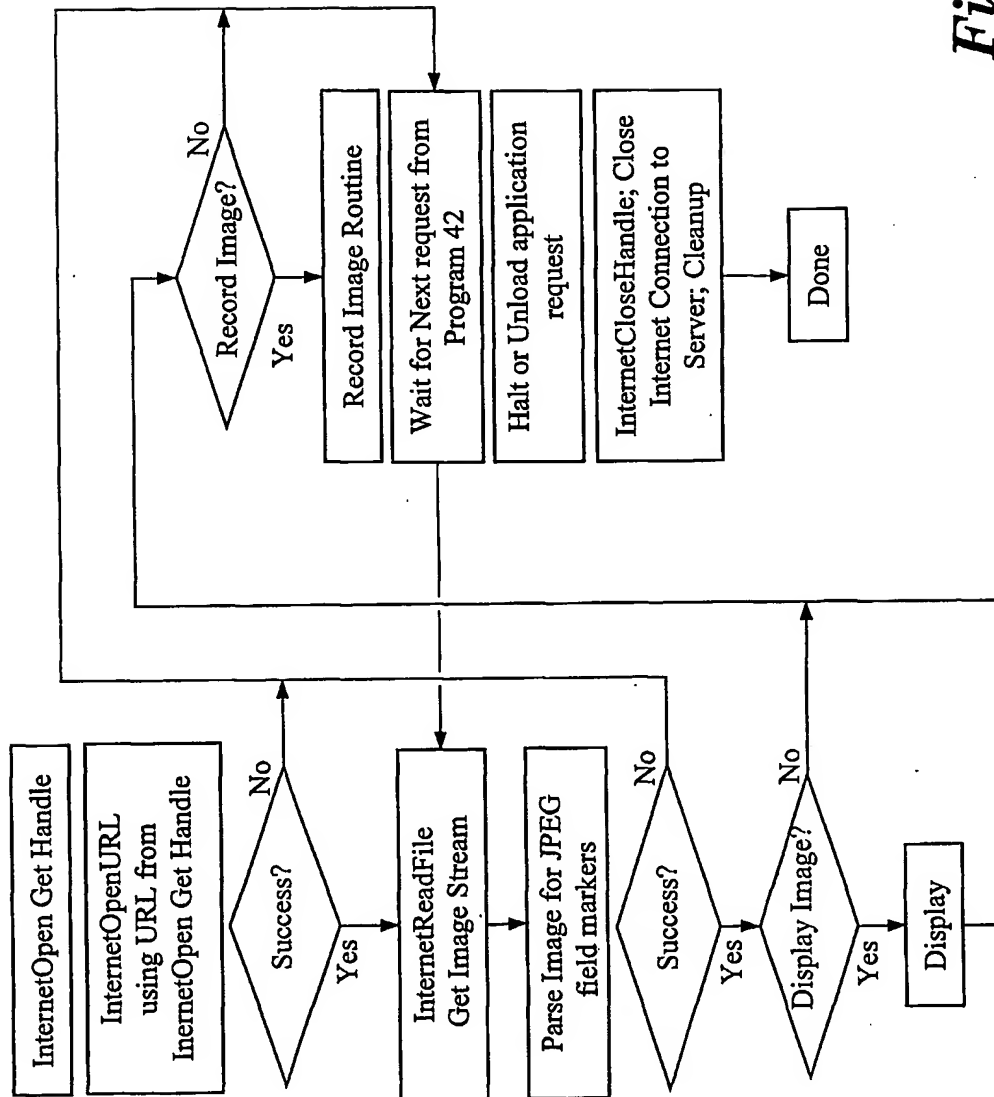 InternetOpen Get Handle
InternetOpenURL
using URL from
InernetOpen Get Handle
Success?
No
Yes
InternetReadFile
Get Image Stream
Parse Image for JPEG
field markers
Success?
No
Yes
Display Image?
No
Yes
Display
Record Image?
No
Yes
Record Image Routine
Wait for Next request from
Program 42
Halt or Unload application
request
InternetCloseHandle; Close
Internet Connection to
Server; Cleanup
Done